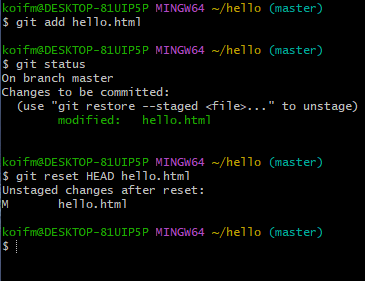 koifm@DESKTOP-81UIP5P MINGW64 ~/hello (master)
$ git add hello.html

koifm@DESKTOP-81UIP5P MINGW64 ~/hello (master)
$ git status
On branch master
Changes to be committed:
  (use "git restore --staged <file>..." to unstage)
        modified:   hello.html

koifm@DESKTOP-81UIP5P MINGW64 ~/hello (master)
$ git reset HEAD hello.html
Unstaged changes after reset:
M       hello.html

koifm@DESKTOP-81UIP5P MINGW64 ~/hello (master)
$